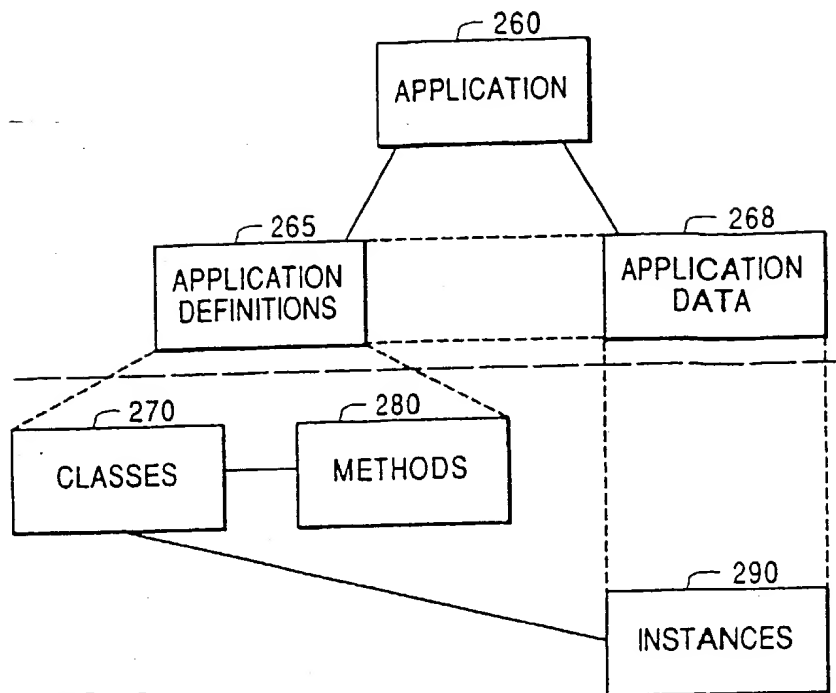 260
APPLICATION
265
APPLICATION
DEFINITIONS
268
APPLICATION
DATA
270
CLASSES
280
METHODS
290
INSTANCES